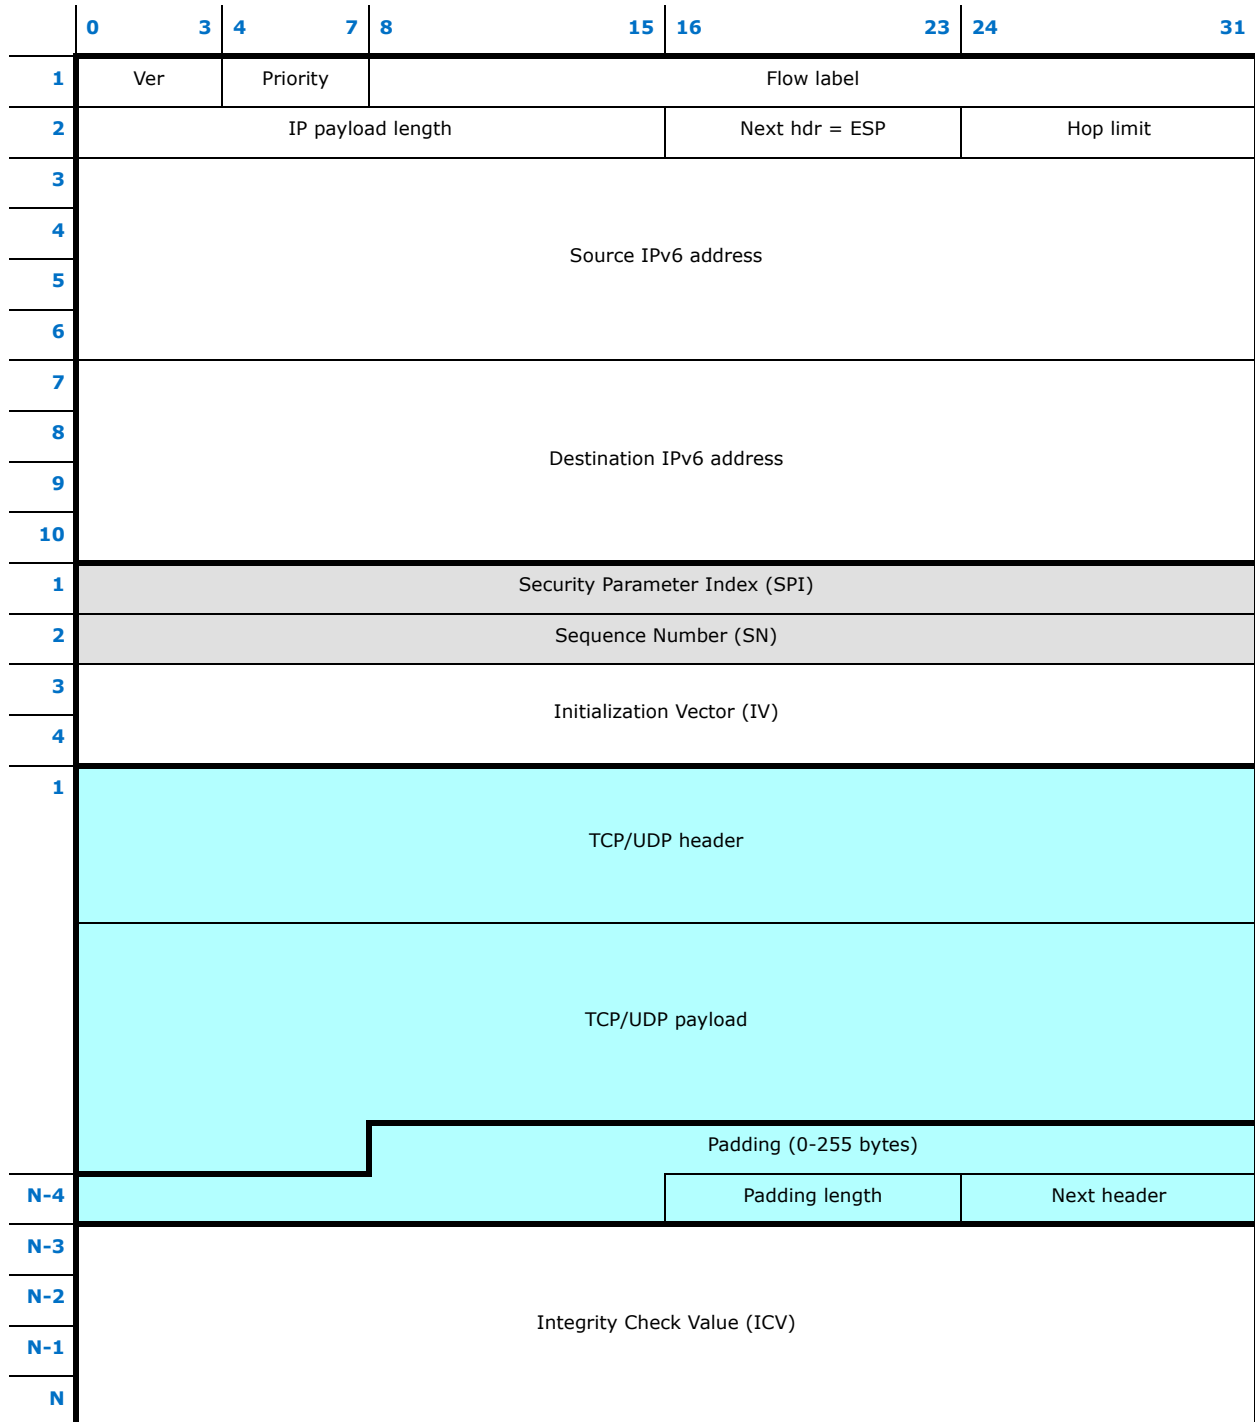 0 3 4 7 8 15 16 23 24 31
1 Ver Priority Flow label
2 IP payload length Next hdr = ESP Hop limit
3
4
Source IPv6 address
5
6
7
8
Destination IPv6 address
9
10
1 Security Parameter Index (SPI)
2 Sequence Number (SN)
3
Initialization Vector (IV)
4
1
TCP/UDP header
TCP/UDP payload
Padding (0-255 bytes)
N-4 Padding length Next header
N-3
N-2
Integrity Check Value (ICV)
N-1
N